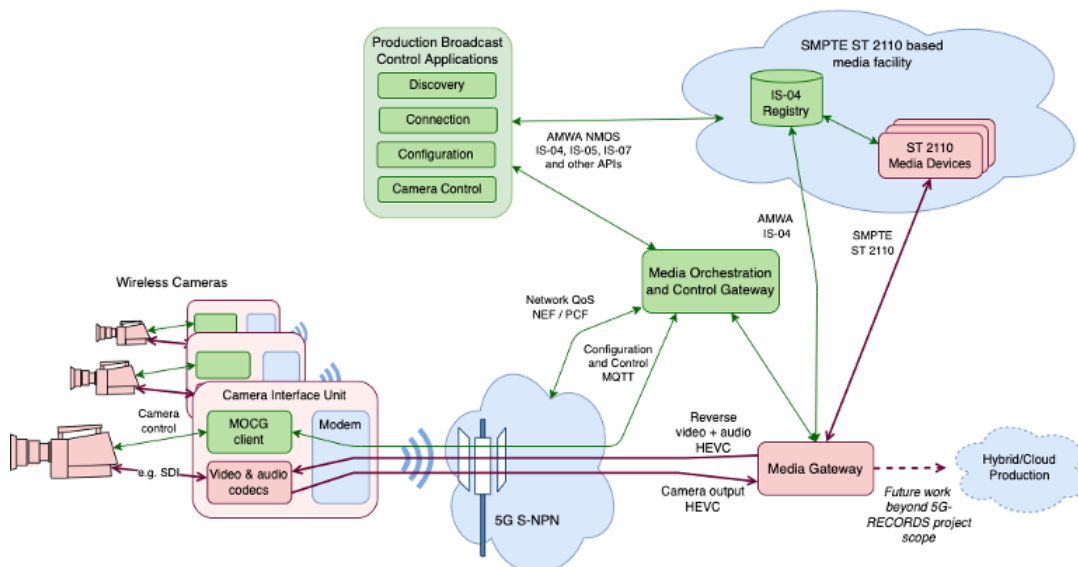 Production Broadcast
Control Applications
Discovery
Connection
Configuration
Camera Control
SMPTE ST 2110 based
media facility
IS-04
Registry
ST 2110
Media Devices
AMWA NMOS
IS-04, IS-05, IS-07
and other APIs
AMWA
IS-04
SMPTE
ST 2110
Media Orchestration
and Control Gateway
Network QoS
NEF / PCF
Configuration
and Control
MQTT
Wireless Cameras
Camera Interface Unit
Camera
control
MOCG
client
Modem
e.g. SDI
Video & audio
codecs
5G S-NPN
Reverse
video + audio
HEVC
Camera output
HEVC
Media Gateway
Hybrid/Cloud
Production
Future work
beyond 5G-
RECORDS project
scope